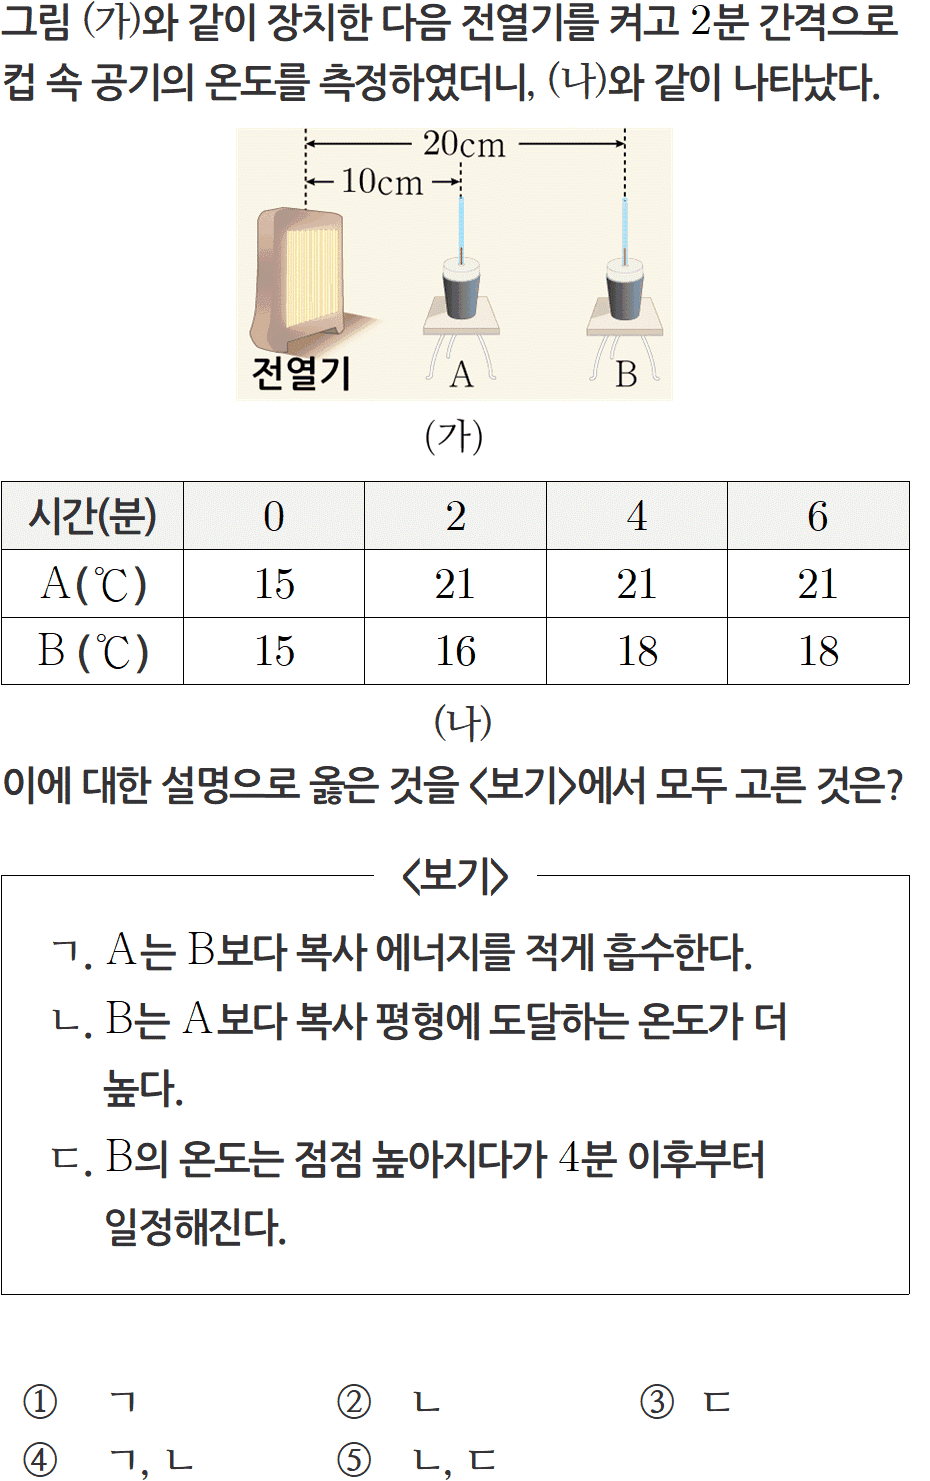 그림 (가)와 같이 장치한 다음 전열기를 켜고 2분 간격으로
컵 속 공기의 온도를 측정하였더니, (나)와 같이 나타났다.
20cm
10cm
전열기 A B
(가)
시간(분) 0 2 4 6
A(℃) 15 21 21 21
B(℃) 15 16 18 18
(나)
이에 대한 설명으로 옳은 것을 <보기>에서 모두 고른 것은?
<보기>
ㄱ. A는 B보다 복사 에너지를 적게 흡수한다.
ㄴ. B는 A보다 복사 평형에 도달하는 온도가 더
높다.
ㄷ. B의 온도는 점점 높아지다가 4분 이후부터
일정해진다.
① ㄱ ② ㄴ ③ ㄷ
④ ㄱ, ㄴ ⑤ ㄴ, ㄷ